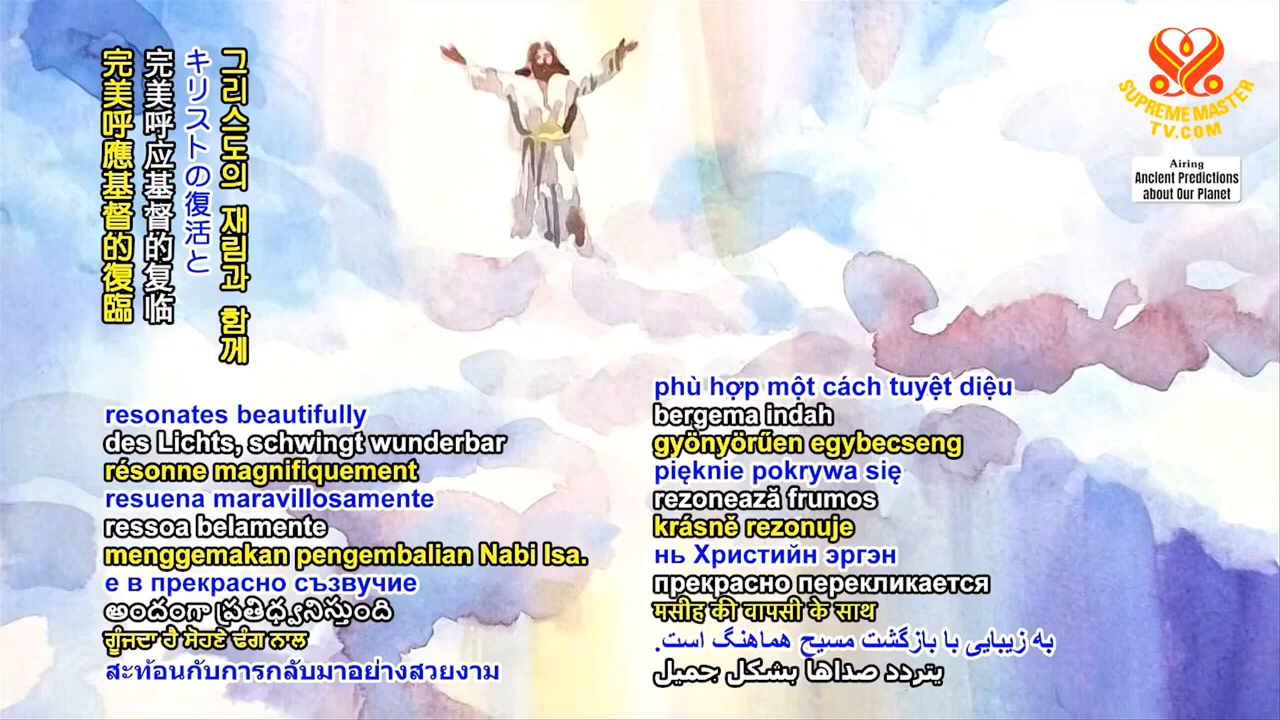 그리스도의 재림과 함께
キリストの復活と
完美呼应基督的复临
完美呼應基督的復臨
SUPREME MASTER
TV.COM
Airing
Ancient Predictions
about Our Planet
resonates beautifully
des Lichts, schwingt wunderbar
résonne magnifiquement
resuena maravillosamente
ressoa belamente
menggemakan pengembalian Nabi Isa.
е в прекрасно съзвучие
అందంగా ప్రతిధ్వనిస్తుంది
ਗੂੰਜਦਾ ਹੈ ਸੋਹਣੇ ਢੰਗ ਨਾਲ
สะท้อนกับการกลับมาอย่างสวยงาม
phù hợp một cách tuyệt diệu
bergema indah
gyönyörűen egybecseng
pięknie pokrywa się
rezonează frumos
krásně rezonuje
нь Христийн эргэн
прекрасно перекликается
मसीह की वापसी के साथ
به زیبایی با بازگشت مسیح هماهنگ است.
يتردد صداها بشكل جميل